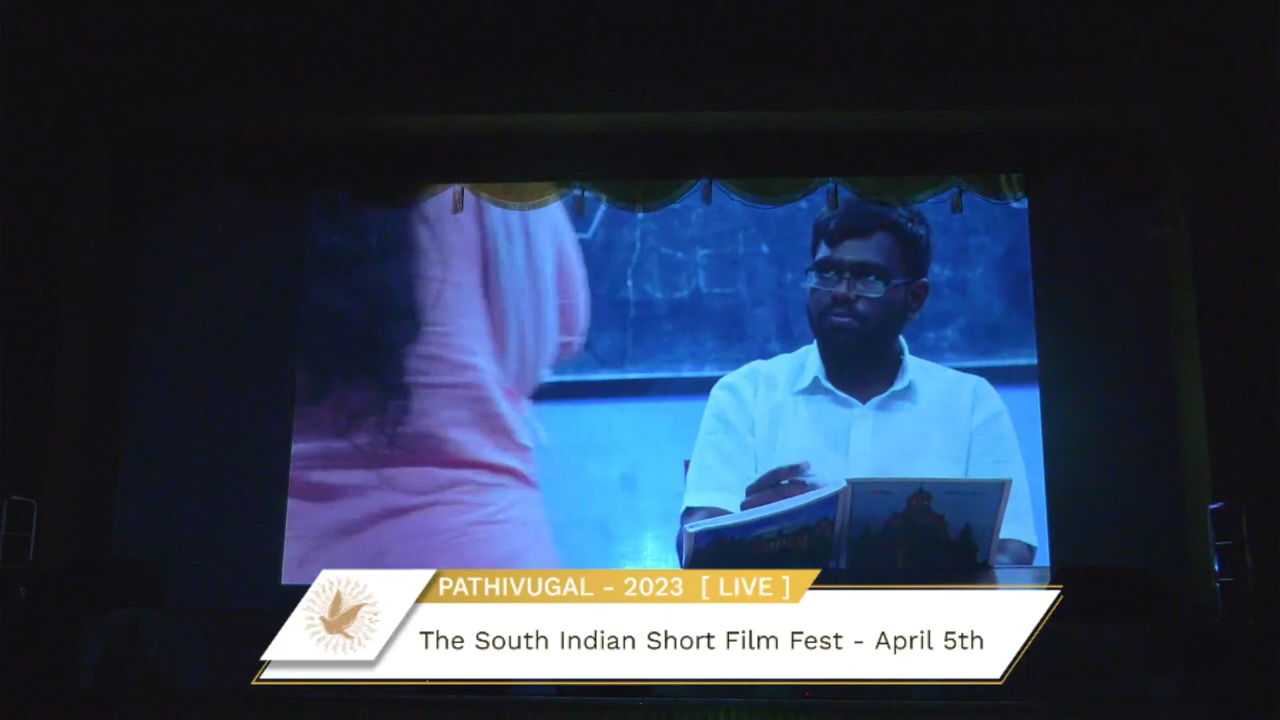 PATHIVUGAL - 2023 [ LIVE ]
The South Indian Short Film Fest - April 5th